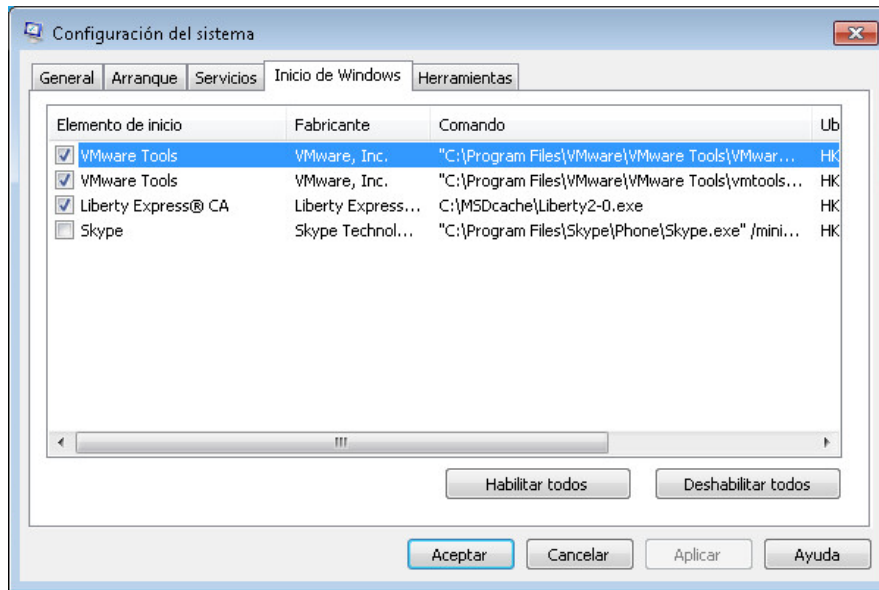 Configuración del sistema
General Arranque Servicios Inicio de Windows Herramientas
Elemento de inicio Fabricante Comando Ub
VMware Tools VMware, Inc. "C:\Program Files\VMware\VMware Tools\VMwar... HK
VMware Tools VMware, Inc. "C:\Program Files\VMware\VMware Tools\vmtools... HK
Liberty Express® CA Liberty Express... C:\MSDcache\Liberty2-0.exe HK
Skype Skype Technol... "C:\Program Files\Skype\Phone\Skype.exe" /mini... HK
Habilitar todos Deshabilitar todos
Aceptar Cancelar Aplicar Ayuda